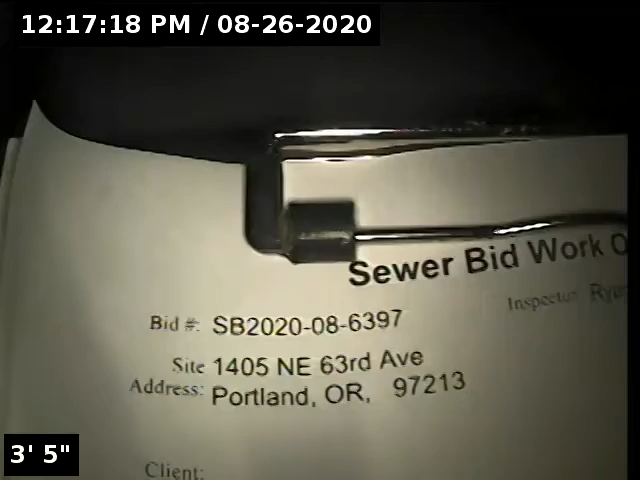 12:17:18 PM / 08-26-2020
Sewer Bid Work
Inspector:
Bid #: SB2020-08-6397
Site 1405 NE 63rd Ave
Address: Portland, OR, 97213
Client:
3' 5"